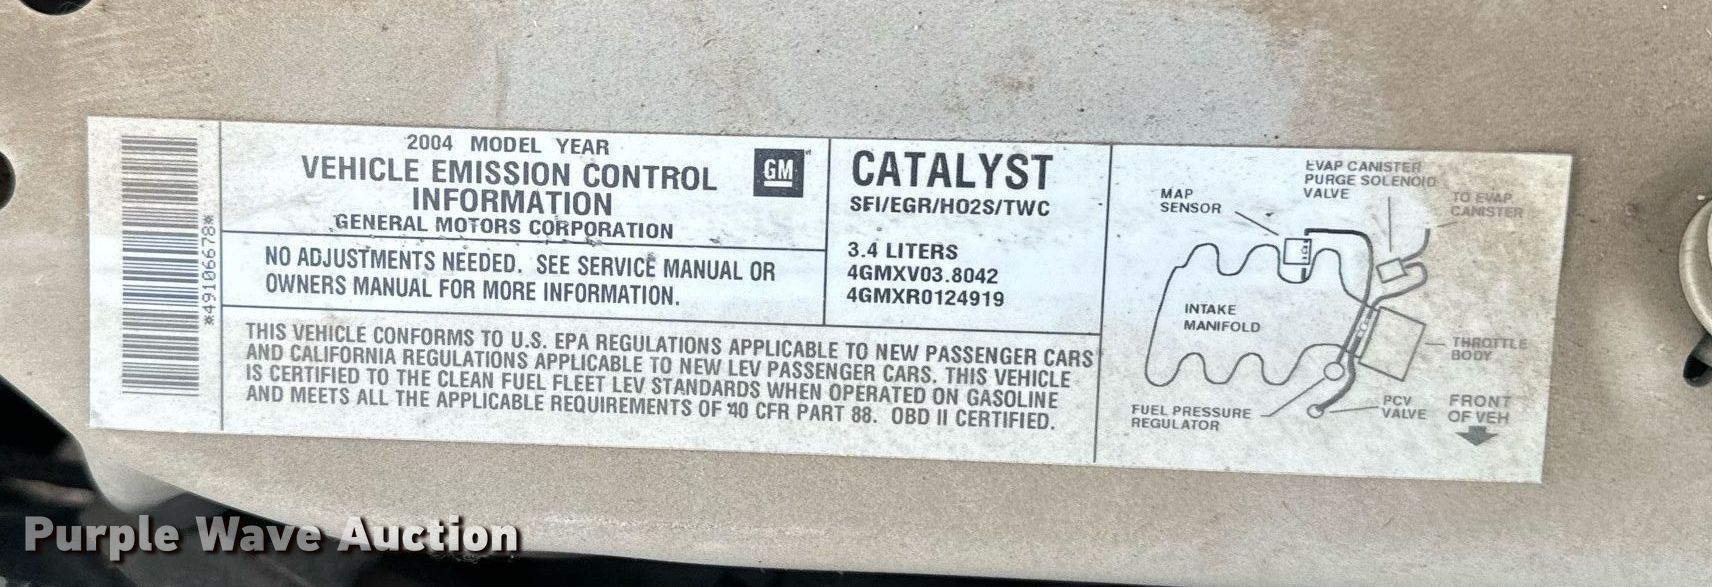 *49106678*
2004 MODEL YEAR
VEHICLE EMISSION CONTROL
INFORMATION
GENERAL MOTORS CORPORATION
GM
NO ADJUSTMENTS NEEDED. SEE SERVICE MANUAL OR
OWNERS MANUAL FOR MORE INFORMATION.
CATALYST
SFI/EGR/HO2S/TWC
3.4 LITERS
4GMXV03.8042
4GMXR0124919
THIS VEHICLE CONFORMS TO U.S. EPA REGULATIONS APPLICABLE TO NEW PASSENGER CARS
AND CALIFORNIA REGULATIONS APPLICABLE TO NEW LEV PASSENGER CARS. THIS VEHICLE
IS CERTIFIED TO THE CLEAN FUEL FLEET LEV STANDARDS WHEN OPERATED ON GASOLINE
AND MEETS ALL THE APPLICABLE REQUIREMENTS OF 40 CFR PART 88. OBD II CERTIFIED.
MAP
SENSOR
EVAP CANISTER
PURGE SOLENOID
VALVE
TO EVAP
CANISTER
INTAKE
MANIFOLD
THROTTLE
BODY
FUEL PRESSURE
REGULATOR
PCV
VALVE
FRONT
OF VEH
Purple Wave Auction